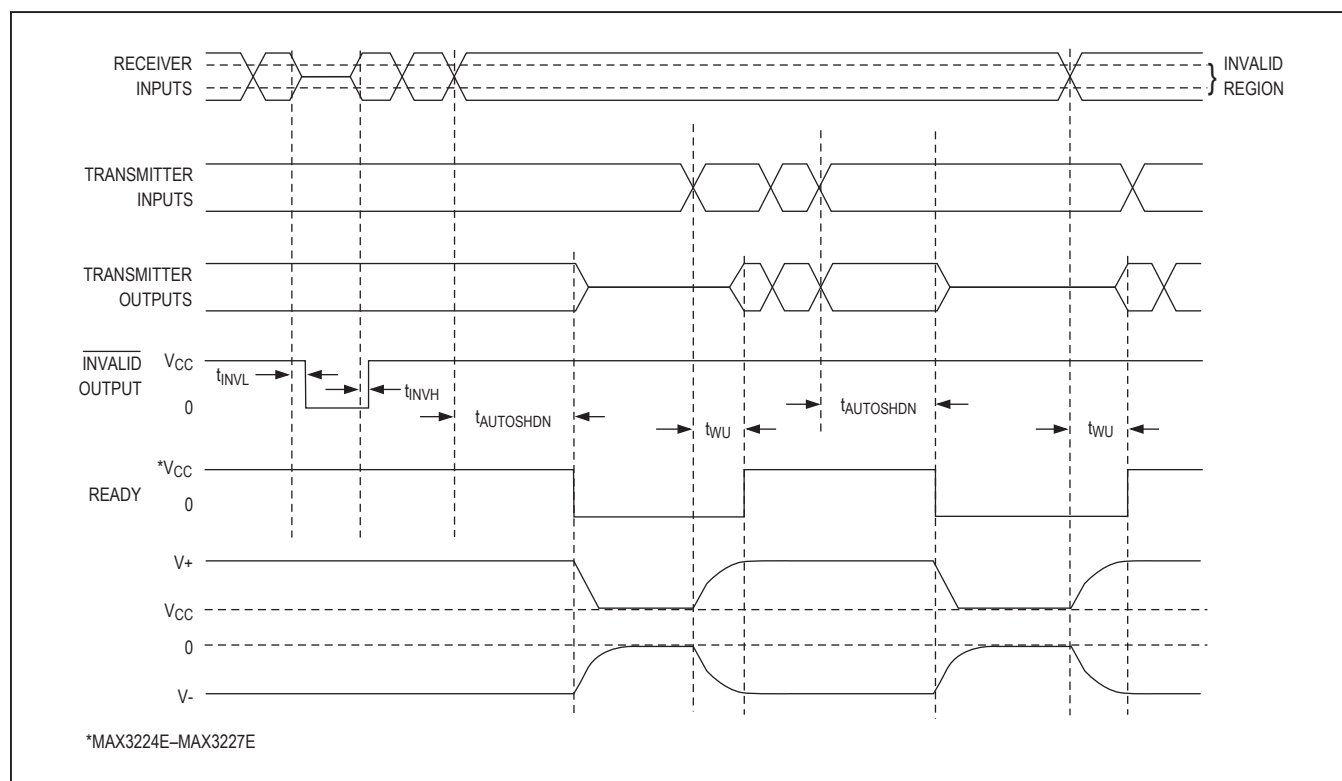 RECEIVER
INPUTS
INVALID
REGION
}
TRANSMITTER
INPUTS
TRANSMITTER
OUTPUTS
INVALID
OUTPUT
VCC
0
tINVL
tINVH
tAUTOSHDN
tWU
tAUTOSHDN
tWU
READY
*VCC
0
V+
VCC
0
V-
*MAX3224E–MAX3227E